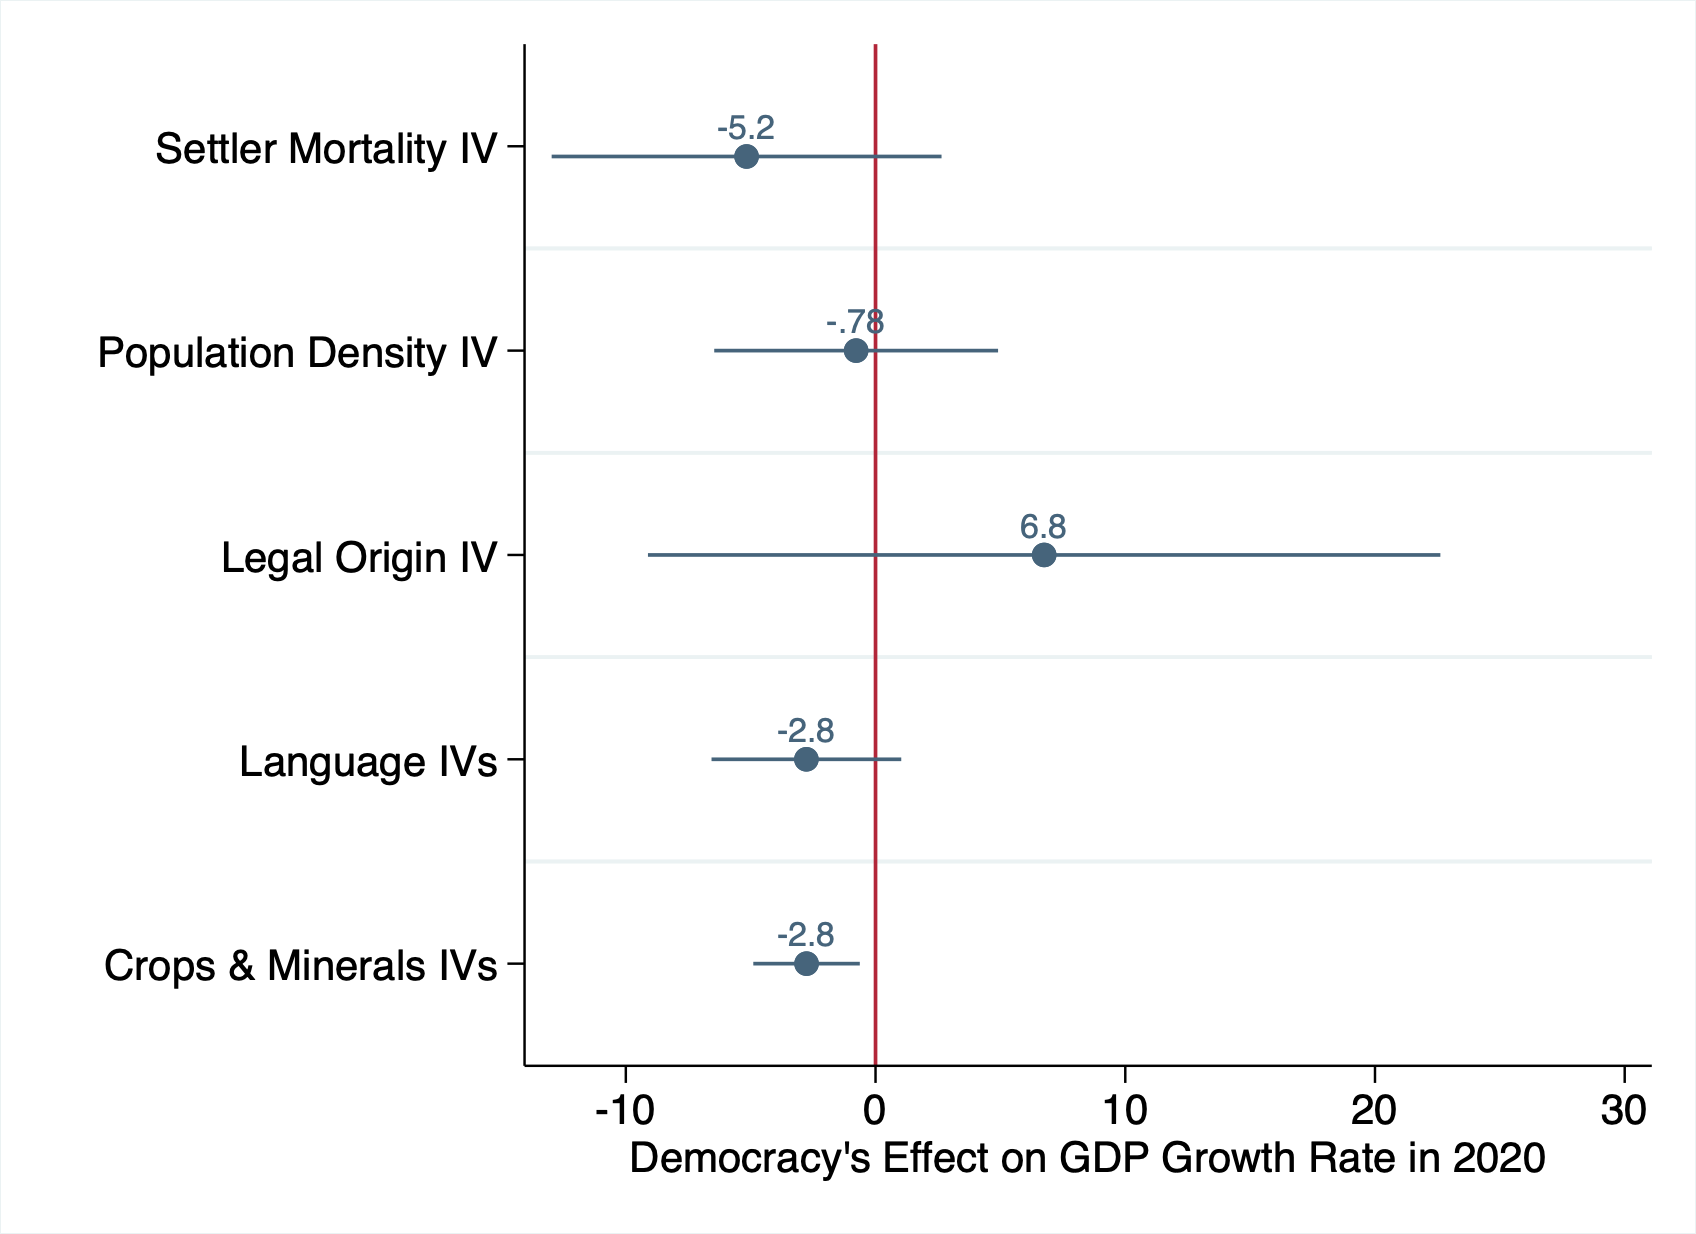 Settler Mortality IV
-5.2
Population Density IV
-.78
Legal Origin IV
6.8
Language IVs
-2.8
Crops & Minerals IVs
-2.8
-10 0 10 20 30
Democracy's Effect on GDP Growth Rate in 2020